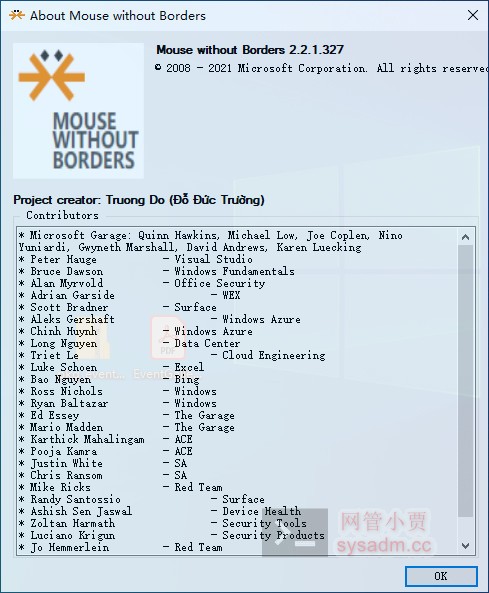 About Mouse without Borders
Mouse without Borders 2.2.1.327
© 2008 - 2021 Microsoft Corporation. All rights reserved
MOUSE
WITHOUT
BORDERS
Project creator: Truong Do (Đỗ Đức Trường)
Contributors
* Microsoft Garage: Quinn Hawkins, Michael Low, Joe Coplen, Nino
Yuniardi, Gwyneth Marshall, David Andrews, Karen Luecking
* Peter Hauge - Visual Studio
* Bruce Dawson - Windows Fundamentals
* Alan Myrvold - Office Security
* Adrian Garside - WEX
* Scott Bradner - Surface
* Aleks Gershaft - Windows Azure
* Chinh Huynh - Windows Azure
* Long Nguyen - Data Center
* Triet Le - Cloud Engineering
* Luke Schoen - Excel
* Bao Nguyen - Bing
* Ross Nichols - Windows
* Ryan Baltazar - Windows
* Ed Essey - The Garage
* Mario Madden - The Garage
* Karthick Mahalingam - ACE
* Pooja Kamra - ACE
* Justin White - SA
* Chris Ransom - SA
* Mike Ricks - Red Team
* Randy Santossio - Surface
* Ashish Sen Jaswal - Device Health
* Zoltan Harmath - Security Tools
* Luciano Krigun - Security Products
* Jo Hemmerlein - Red Team
网管小贾
sysadm.cc
OK